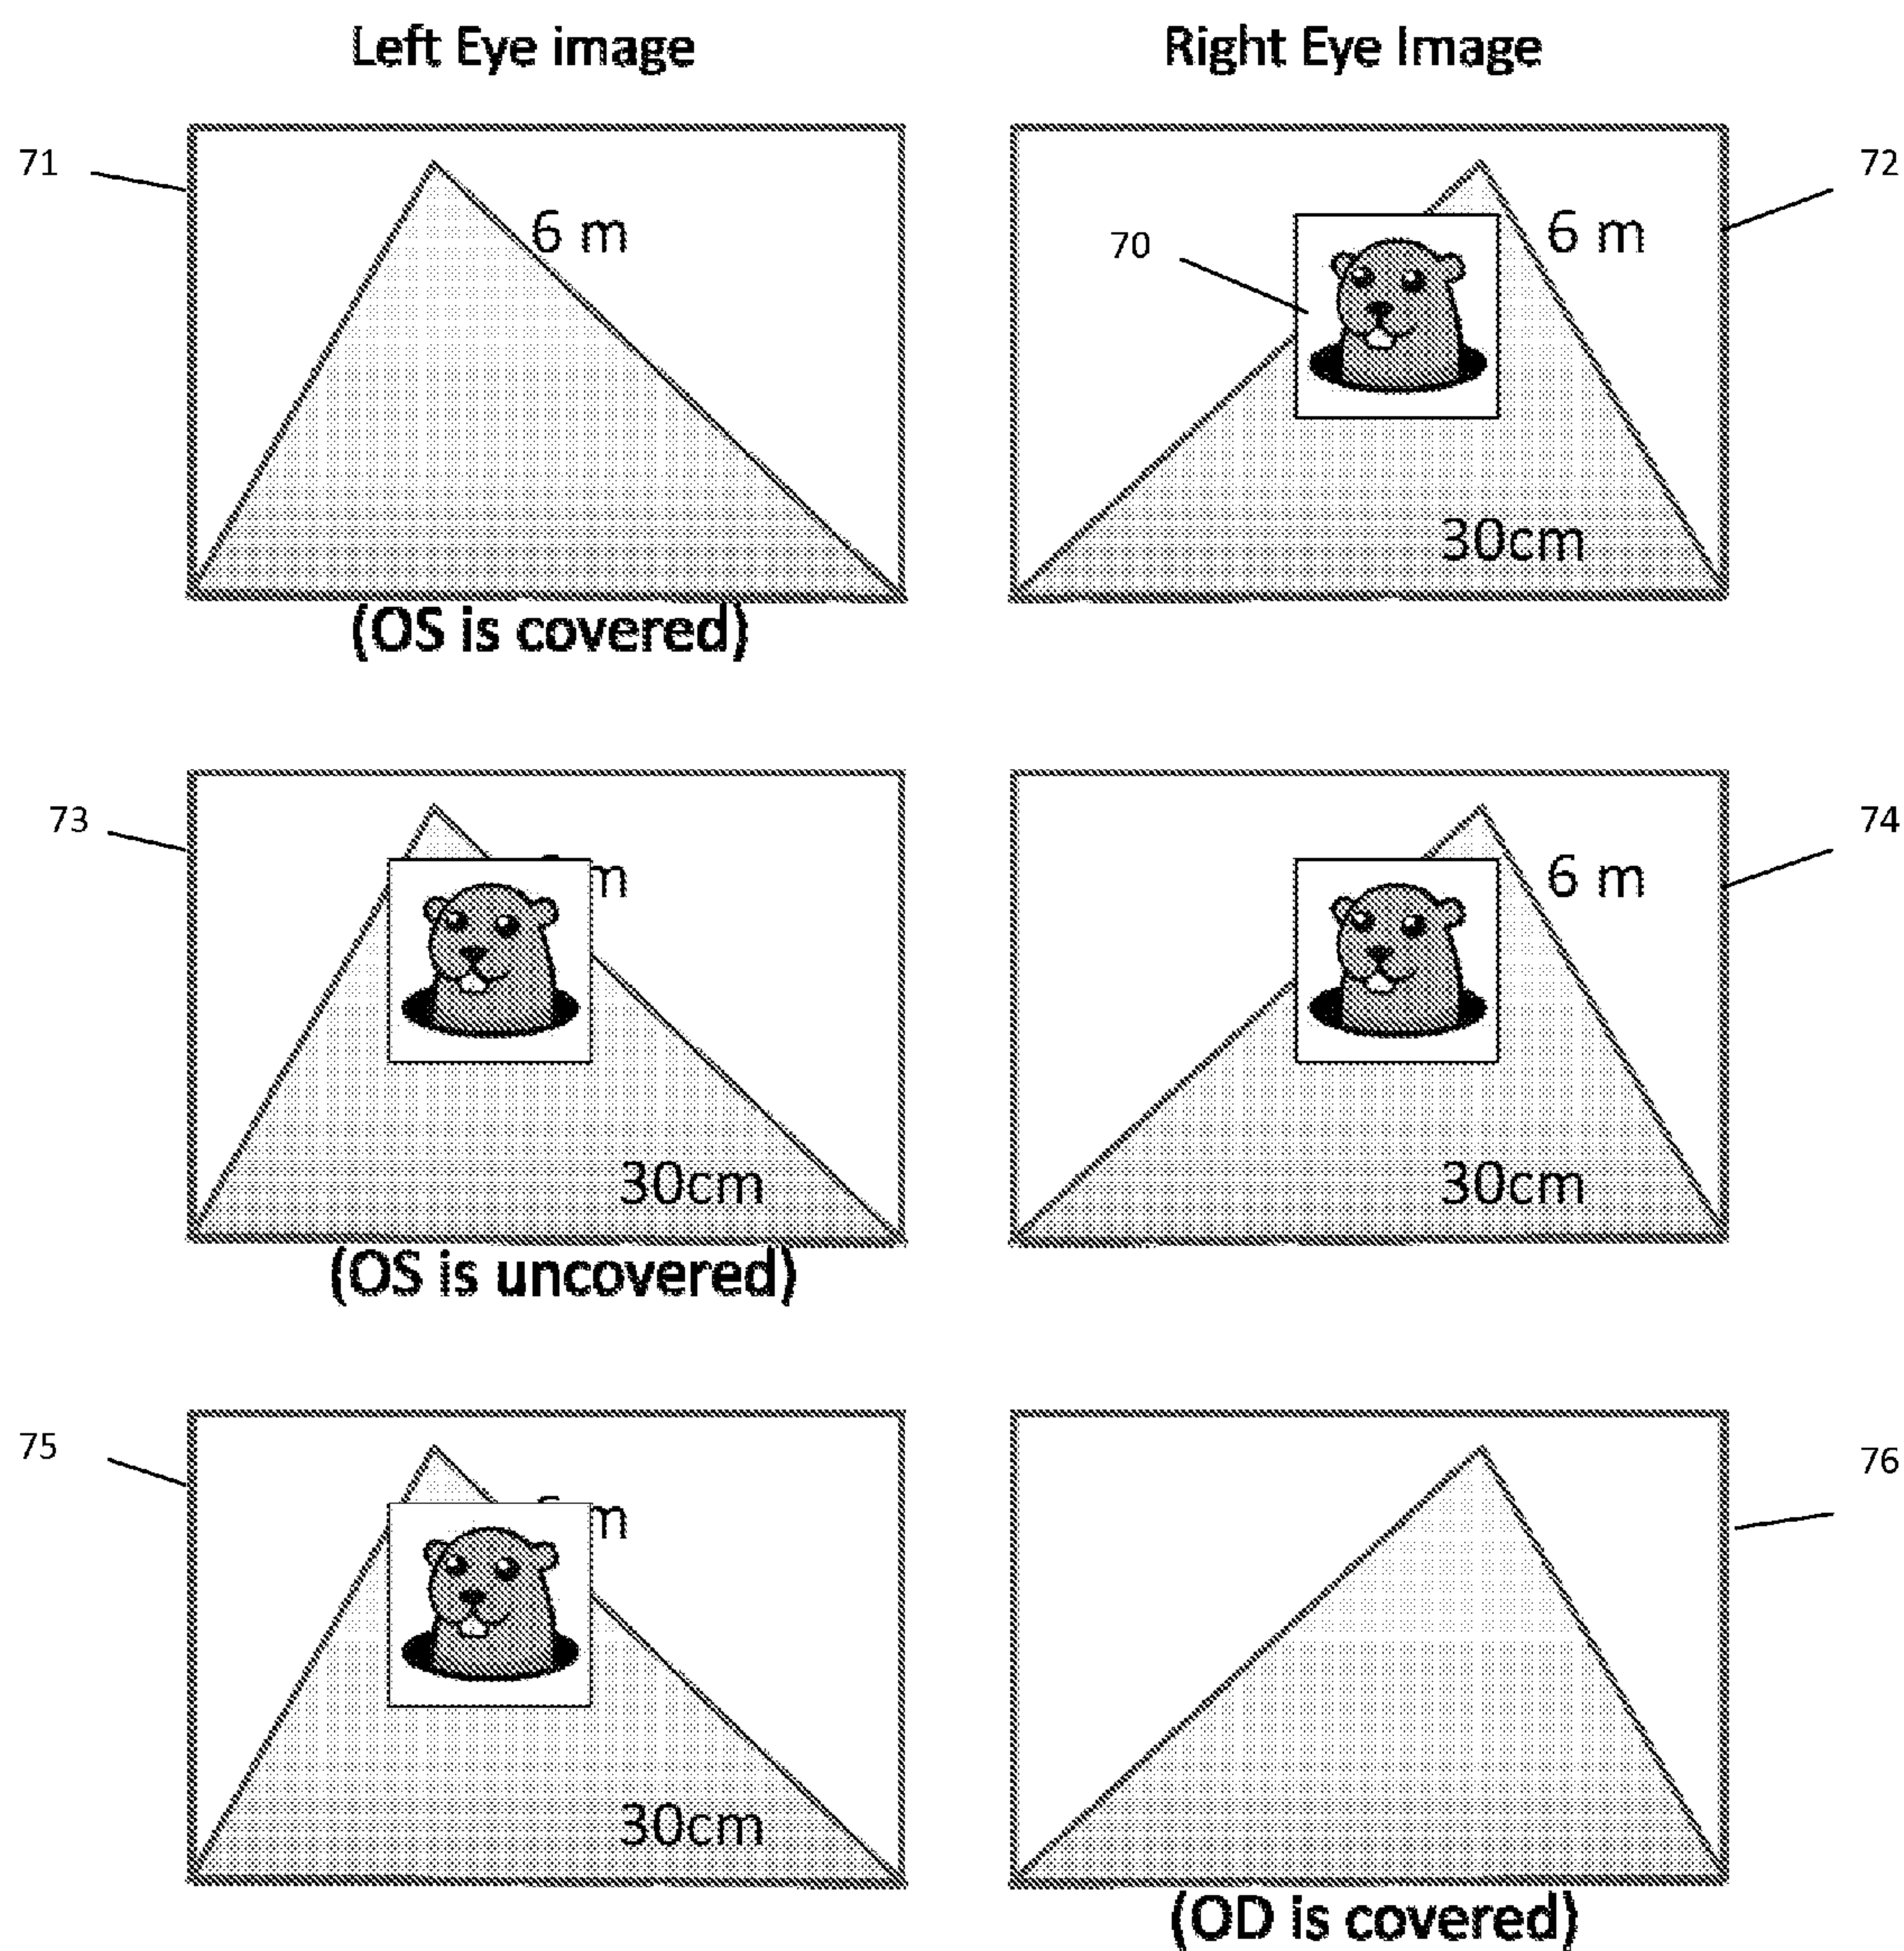 Left Eye image
Right Eye Image
71
72
6 m
6 m
70
30cm
(OS is covered)
73
74
m
6 m
30cm
30cm
(OS is uncovered)
75
76
m
30cm
(OD is covered)